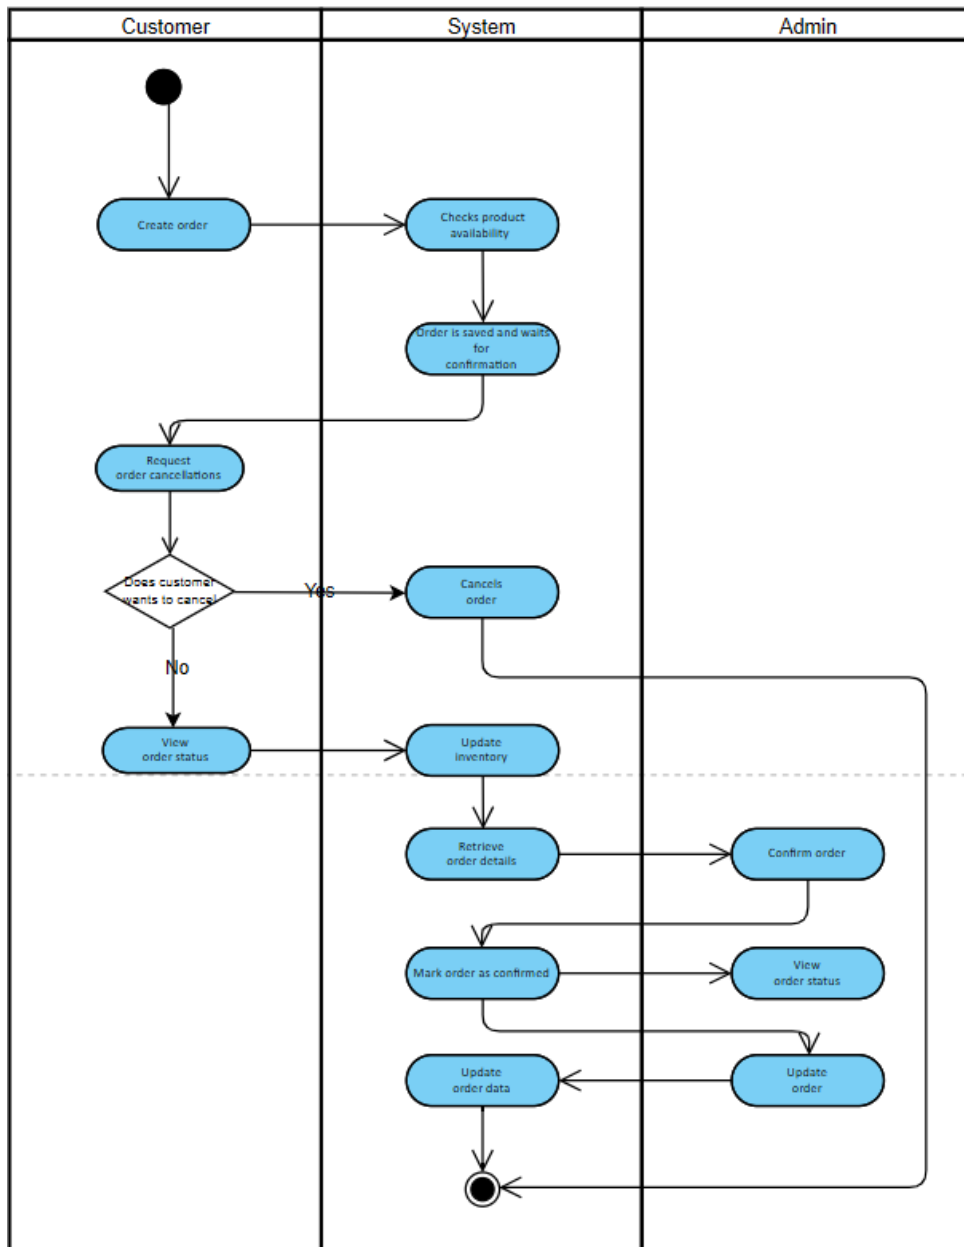 Customer
System
Admin
Create order
Checks product
availability
Order is saved and waits
for
confirmation
Request
order cancellations
Does customer
wants to cancel
Yes
Cancels
order
No
View
order status
Update
inventory
Retrieve
order details
Confirm order
Mark order as confirmed
View
order status
Update
order data
Update
order